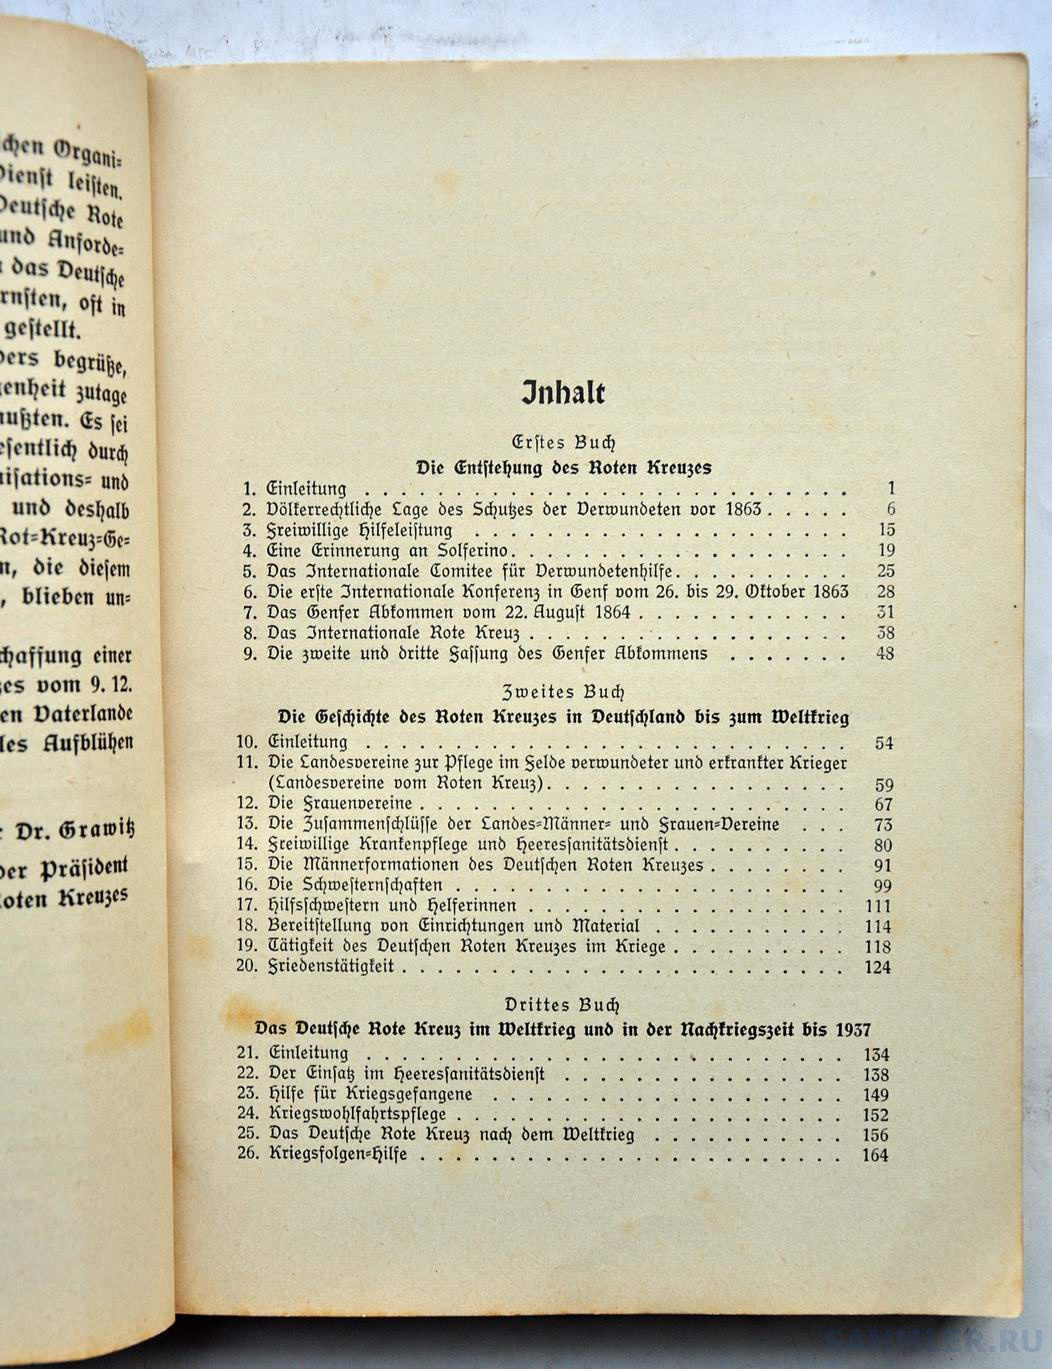 chen Organi-
Dienst leisten.
Deutsche Rote
und Anforde-
das Deutsche
ernsten, oft in
gestellt.
ders begrüße,
genheit zutage
mußten. Es sei
esentlich durch
nisations- und
und deshalb
Rot-Kreuz-Ge-
n, die diesem
, blieben un-
chaffung einer
es vom 9. 12.
en Vaterlande
les Aufblühen
Dr. Grawitz
der Präsident
Roten Kreuzes
Inhalt
Erstes Buch
Die Entstehung des Roten Kreuzes
1. Einleitung . . . . . . . . . . 1
2. Völkerrechtliche Lage des Schutzes der Verwundeten vor 1863 . . . . . 6
3. Freiwillige Hilfeleistung . . . . . . . . . . 15
4. Eine Erinnerung an Solferino . . . . . . . . . . 19
5. Das Internationale Comitee für Verwundetenhilfe . . . . . . . . . . 25
6. Die erste Internationale Konferenz in Genf vom 26. bis 29. Oktober 1863 28
7. Das Genfer Abkommen vom 22. August 1864 . . . . . . . . . . 31
8. Das Internationale Rote Kreuz . . . . . . . . . . 38
9. Die zweite und dritte Fassung des Genfer Abkommens . . . . . . . 48
Zweites Buch
Die Geschichte des Roten Kreuzes in Deutschland bis zum Weltkrieg
10. Einleitung . . . . . . . . . . 54
11. Die Landesvereine zur Pflege im Felde verwundeter und erkrankter Krieger
(Landesvereine vom Roten Kreuz) . . . . . . . . . . 59
12. Die Frauenvereine . . . . . . . . . . 67
13. Die Zusammenschlüsse der Landes-Männer- und Frauen-Vereine . . . 73
14. Freiwillige Krankenpflege und Heeressanitätsdienst . . . . . . . . . . 80
15. Die Männerformationen des Deutschen Roten Kreuzes . . . . . . . . 91
16. Die Schwesternschaften . . . . . . . . . . 99
17. Hilfsschwestern und Helferinnen . . . . . . . . . . 111
18. Bereitstellung von Einrichtungen und Material . . . . . . . . . . 114
19. Tätigkeit des Deutschen Roten Kreuzes im Kriege . . . . . . . . . . 118
20. Friedenstätigkeit . . . . . . . . . . 124
Drittes Buch
Das Deutsche Rote Kreuz im Weltkrieg und in der Nachkriegszeit bis 1937
21. Einleitung . . . . . . . . . . 134
22. Der Einsatz im Heeressanitätsdienst . . . . . . . . . . 138
23. Hilfe für Kriegsgefangene . . . . . . . . . . 149
24. Kriegswohlfahrtspflege . . . . . . . . . . 152
25. Das Deutsche Rote Kreuz nach dem Weltkrieg . . . . . . . . . . 156
26. Kriegsfolgen-Hilfe . . . . . . . . . . 164
SAMMLER.RU